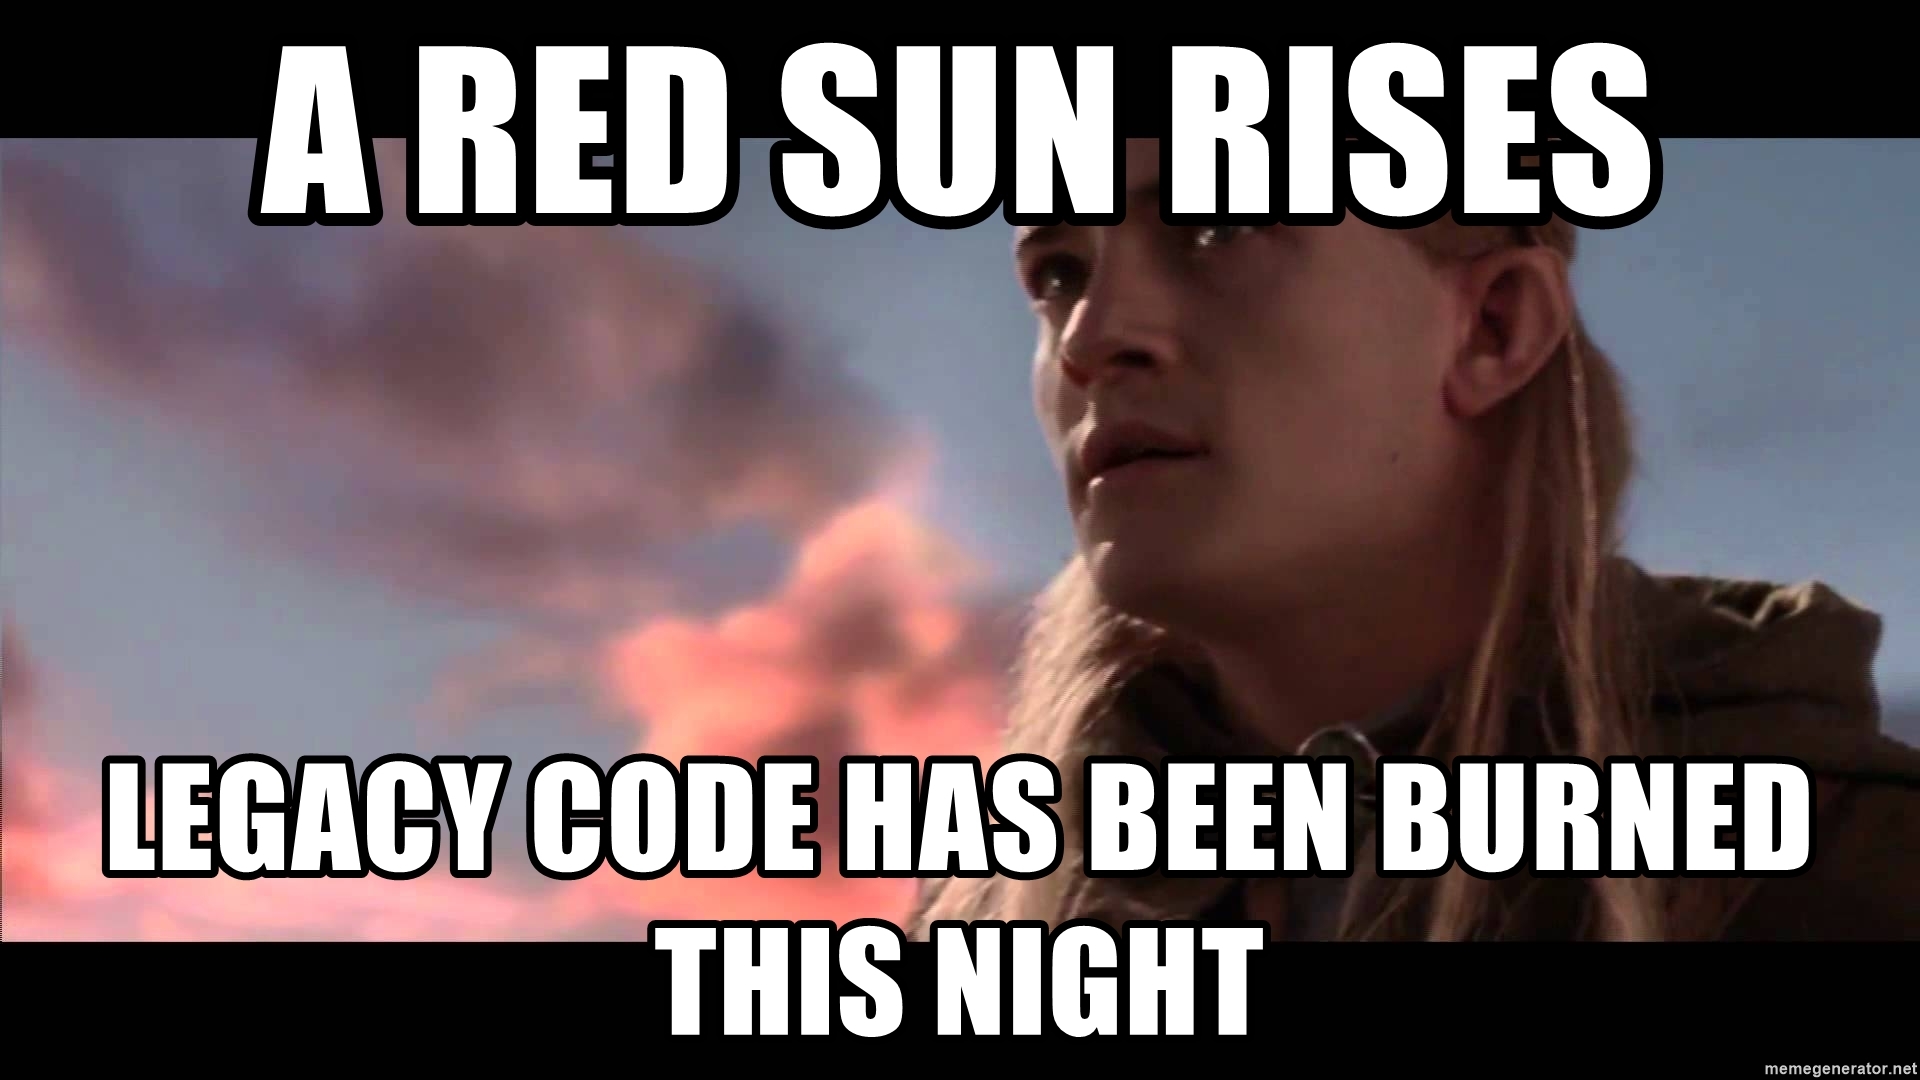 A RED SUN RISES
LEGACY CODE HAS BEEN BURNED
THIS NIGHT
memegenerator.net